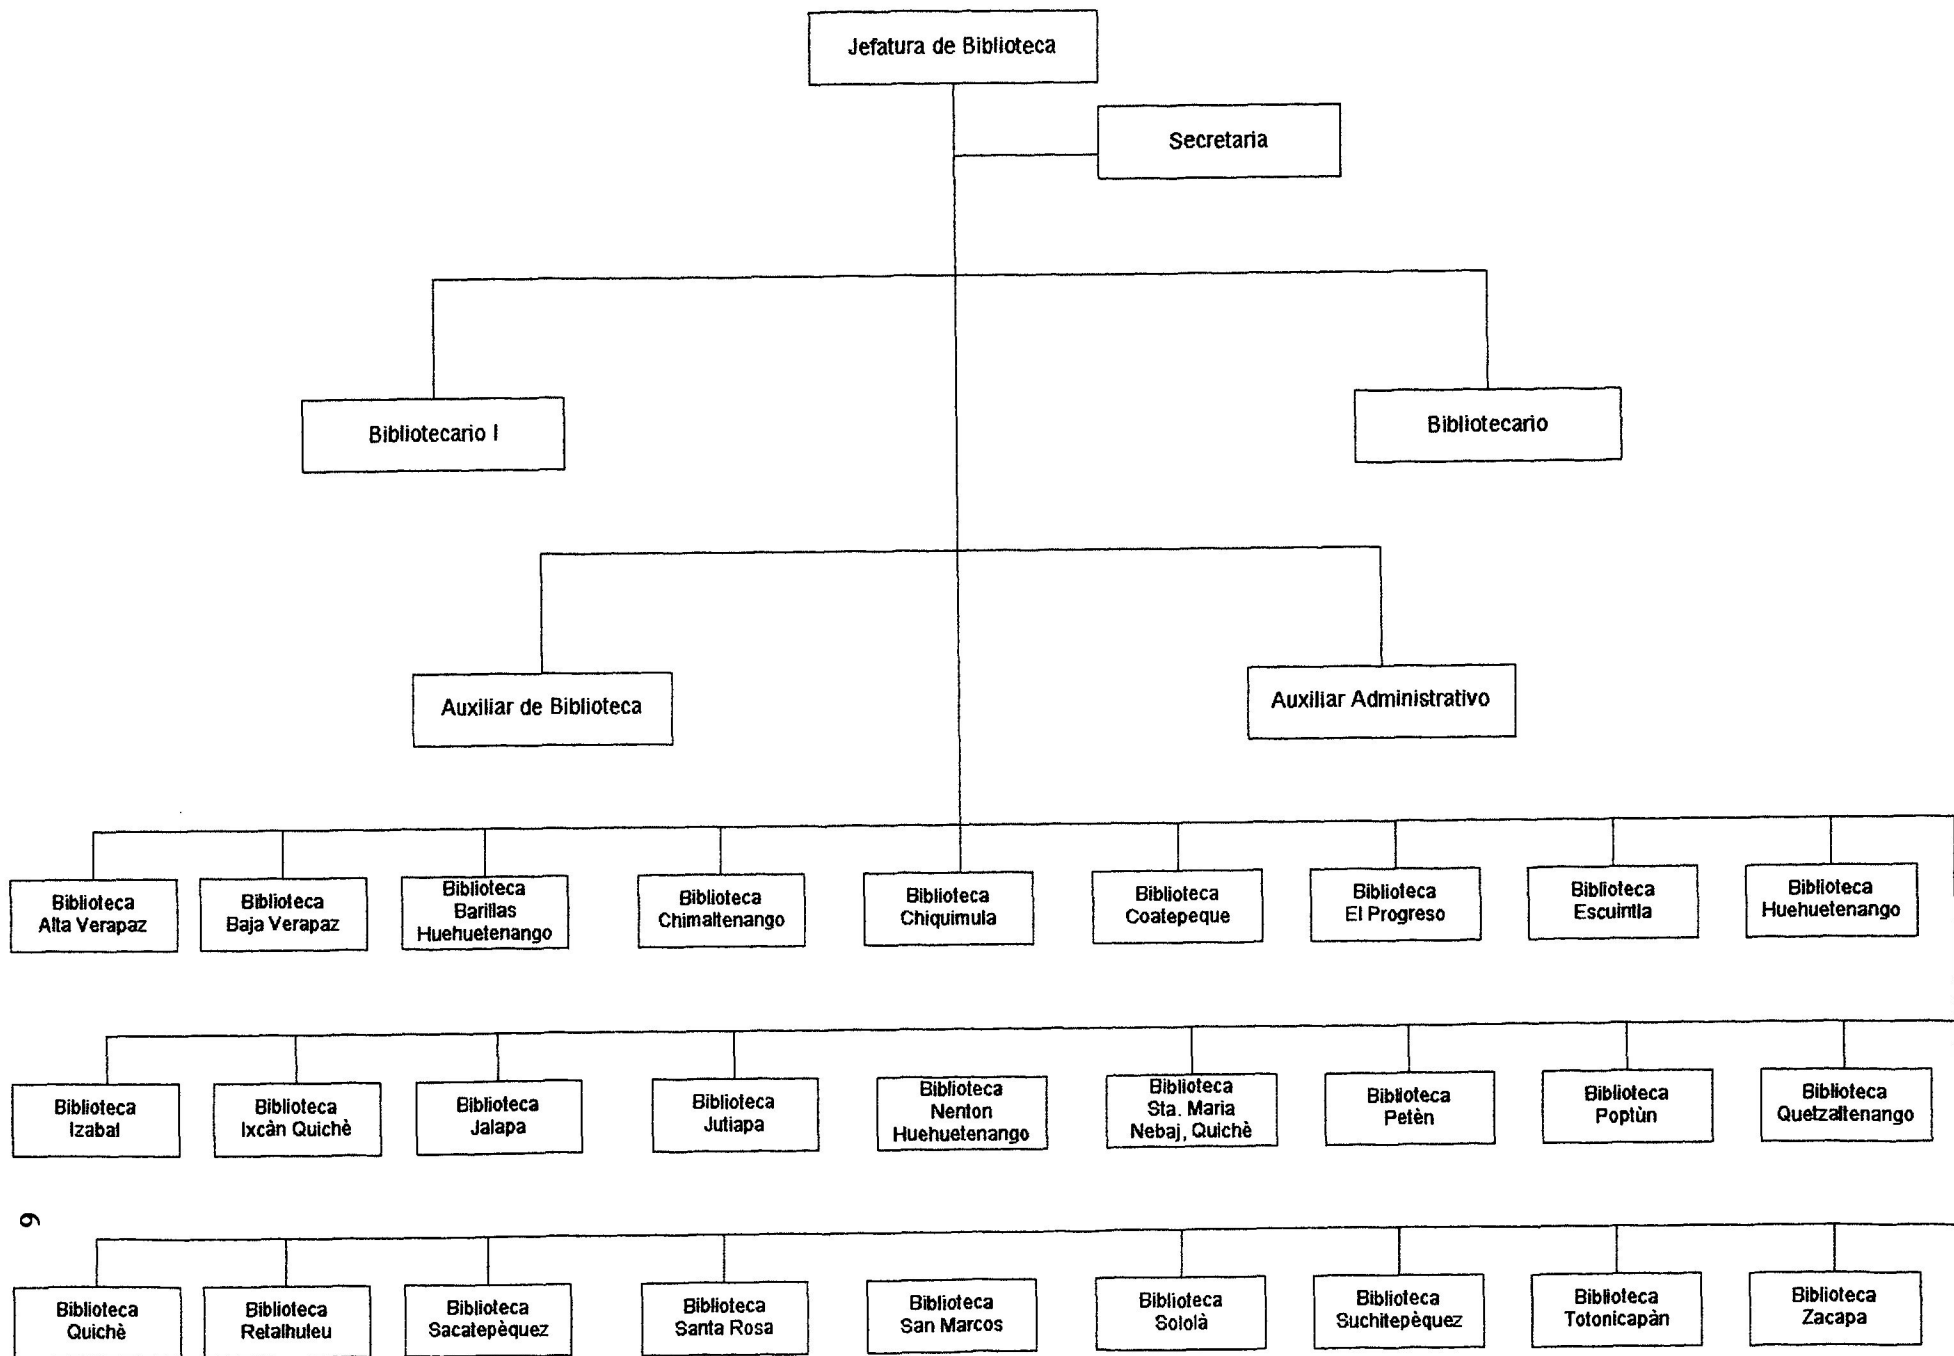 Jefatura de Biblioteca
Secretaria
Bibliotecario I
Bibliotecario
Auxiliar de Biblioteca
Auxiliar Administrativo
Biblioteca
Alta Verapaz
Biblioteca
Baja Verapaz
Biblioteca
Barillas
Huehuetenango
Biblioteca
Chimaltenango
Biblioteca
Chiquimula
Biblioteca
Coatepeque
Biblioteca
El Progreso
Biblioteca
Escuintla
Biblioteca
Huehuetenango
Biblioteca
Izabal
Biblioteca
Ixcàn Quichè
Biblioteca
Jalapa
Biblioteca
Jutiapa
Biblioteca
Nenton
Huehuetenango
Biblioteca
Sta. Maria
Nebaj, Quichè
Biblioteca
Petèn
Biblioteca
Poptùn
Biblioteca
Quetzaltenango
Biblioteca
Quichè
Biblioteca
Retalhuleu
Biblioteca
Sacatepèquez
Biblioteca
Santa Rosa
Biblioteca
San Marcos
Biblioteca
Sololà
Biblioteca
Suchitepèquez
Biblioteca
Totonicapàn
Biblioteca
Zacapa